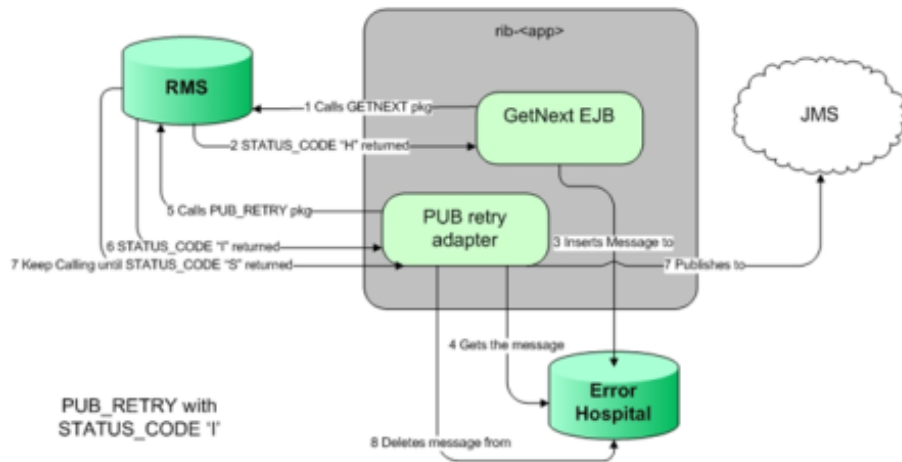 rib-<app>
RMS
1 Calls GETNEXT pkg
GetNext EJB
JMS
2 STATUS_CODE "H" returned
5 Calls PUB_RETRY pkg
PUB retry
adapter
3 Inserts Message to
6 STATUS_CODE "I" returned
7 Keep Calling until STATUS_CODE "S" returned
7 Publishes to
4 Gets the message
Error
Hospital
PUB_RETRY with
STATUS_CODE 'I'
8 Deletes message from